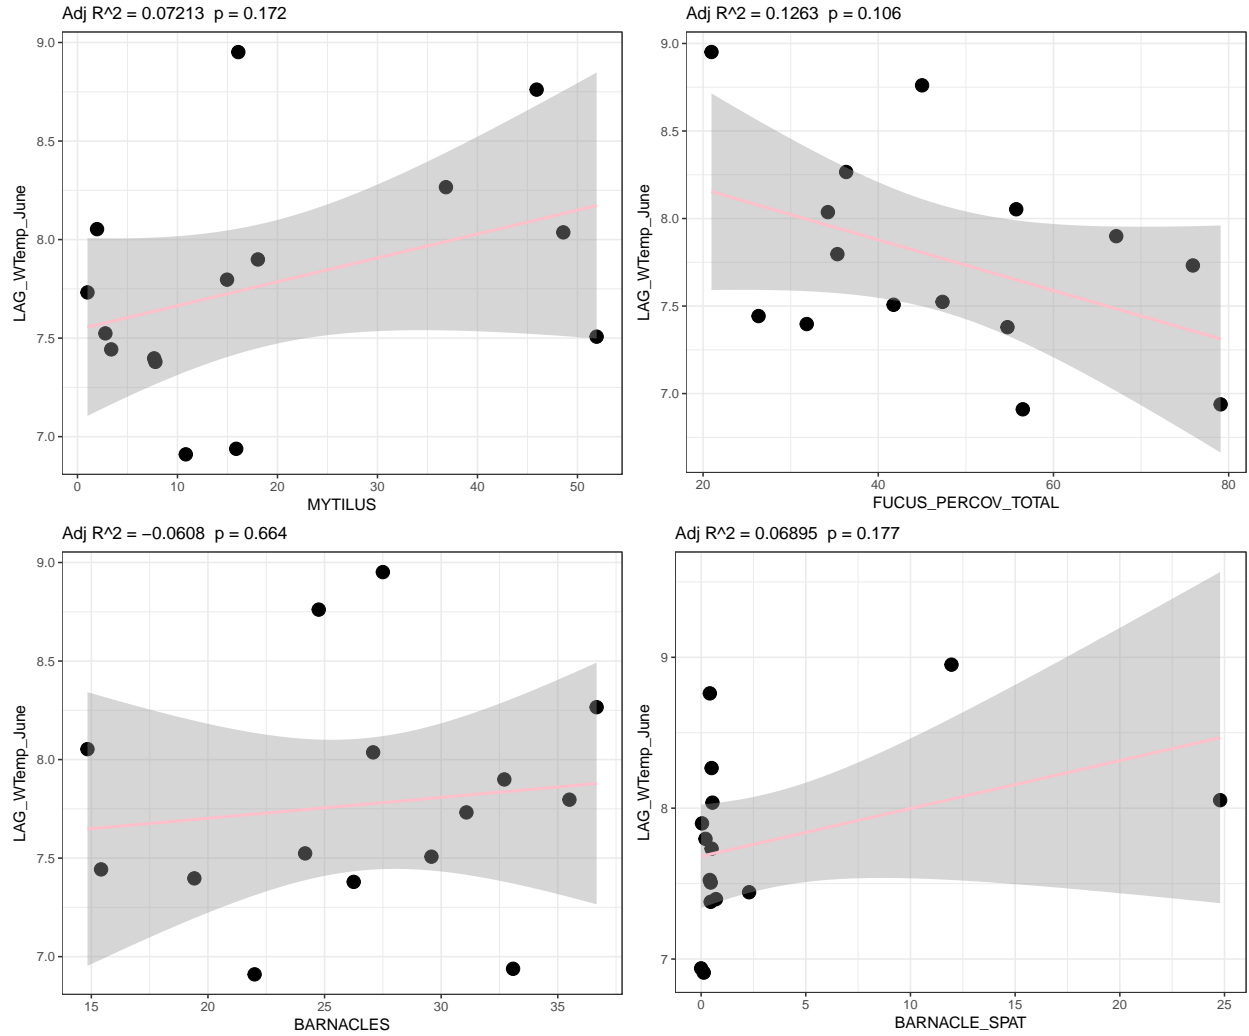 Adj R^2 = 0.07213 p = 0.172
9.0
8.5
8.0
7.5
7.0
LAG_WTemp_June
0 10 20 30 40 50
MYTILUS
Adj R^2 = 0.1263 p = 0.106
9.0
8.5
8.0
7.5
7.0
LAG_WTemp_June
20 40 60 80
FUCUS_PERCOV_TOTAL
Adj R^2 = −0.0608 p = 0.664
9.0
8.5
8.0
7.5
7.0
LAG_WTemp_June
15 20 25 30 35
BARNACLES
Adj R^2 = 0.06895 p = 0.177
9
8
7
LAG_WTemp_June
0 5 10 15 20 25
BARNACLE_SPAT